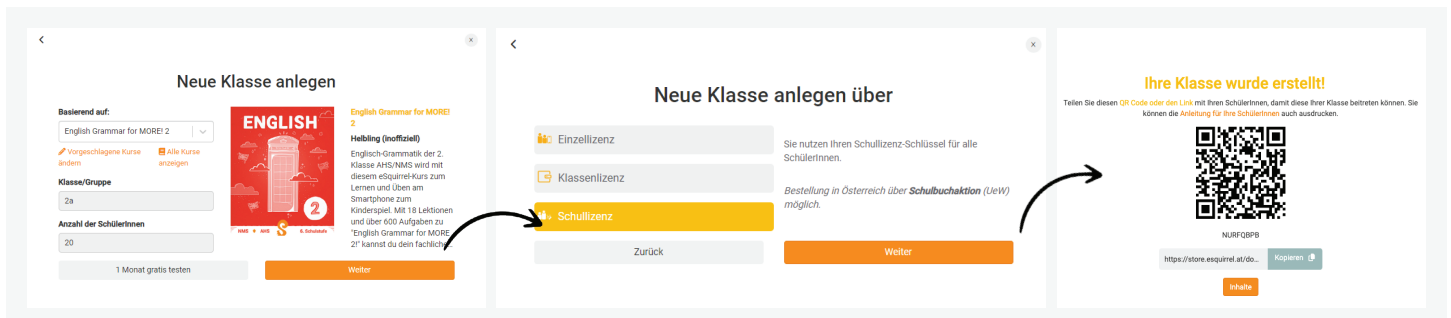 Neue Klasse anlegen
Basierend auf:
English Grammar for MORE! 2
Vorgeschlagene Kurse
ändern
Alle Kurse
anzeigen
Klasse/Gruppe
2a
Anzahl der SchülerInnen
20
1 Monat gratis testen
ENGLISH
2
NMS AHS S 6. Schulstufe
English Grammar for MORE!
2
Helbling (inoffiziell)
Englisch-Grammatik der 2.
Klasse AHS/NMS wird mit
diesem eSquirrel-Kurs zum
Lernen und Üben am
Smartphone zum
Kinderspiel. Mit 18 Lektionen
und über 600 Aufgaben zu
"English Grammar for MORE
2!" kannst du dein fachliche...
Weiter
Neue Klasse anlegen über
Einzellizenz
Klassenlizenz
Schullizenz
Zurück
Sie nutzen Ihren Schullizenz-Schlüssel für alle
SchülerInnen.
Bestellung in Österreich über Schulbuchaktion (UeW)
möglich.
Weiter
Ihre Klasse wurde erstellt!
Teilen Sie diesen QR Code oder den Link mit Ihren SchülerInnen, damit diese Ihrer Klasse beitreten können. Sie
können die Anleitung für Ihre SchülerInnen auch ausdrucken.
NURFQBPB
https://store.esquirrel.at/do...
Kopieren
Inhalte